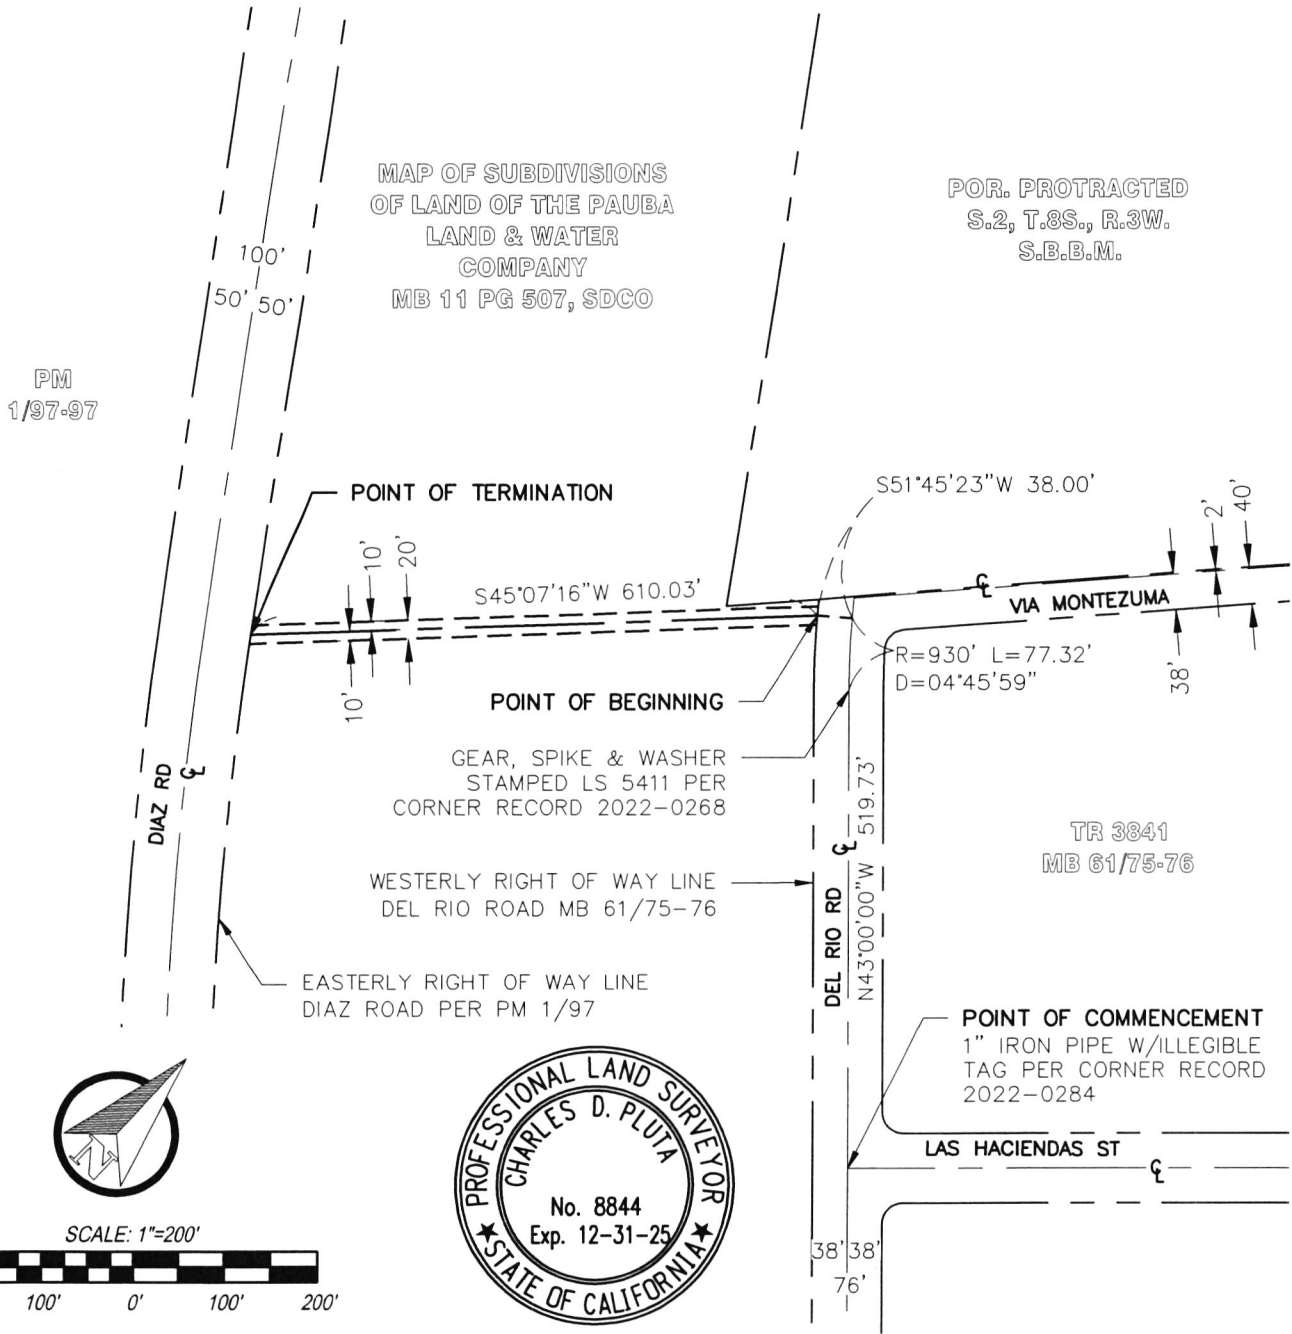 MAP OF SUBDIVISIONS
OF LAND OF THE PAUBA
LAND & WATER
COMPANY
MB 11 PG 507, SDCO
POR. PROTRACTED
S.2, T.8S., R.3W.
S.B.B.M.
100'
50' 50'
PM
1/97-97
POINT OF TERMINATION
S51°45'23"W 38.00'
10'
20'
2'
40'
S45°07'16"W 610.03'
℄
VIA MONTEZUMA
R=930' L=77.32'
D=04°45'59"
38'
10'
POINT OF BEGINNING
GEAR, SPIKE & WASHER
STAMPED LS 5411 PER
CORNER RECORD 2022-0268
DIAZ RD
℄
N43°00'00"W 519.73'
TR 3841
MB 61/75-76
WESTERLY RIGHT OF WAY LINE
DEL RIO ROAD MB 61/75-76
DEL RIO RD
℄
EASTERLY RIGHT OF WAY LINE
DIAZ ROAD PER PM 1/97
POINT OF COMMENCEMENT
1" IRON PIPE W/ILLEGIBLE
TAG PER CORNER RECORD
2022-0284
LAS HACIENDAS ST
℄
N
PROFESSIONAL LAND SURVEYOR
CHARLES D. PLUTA
No. 8844
Exp. 12-31-25
★ STATE OF CALIFORNIA ★
38' 38'
76'
SCALE: 1"=200'
100' 0' 100' 200'